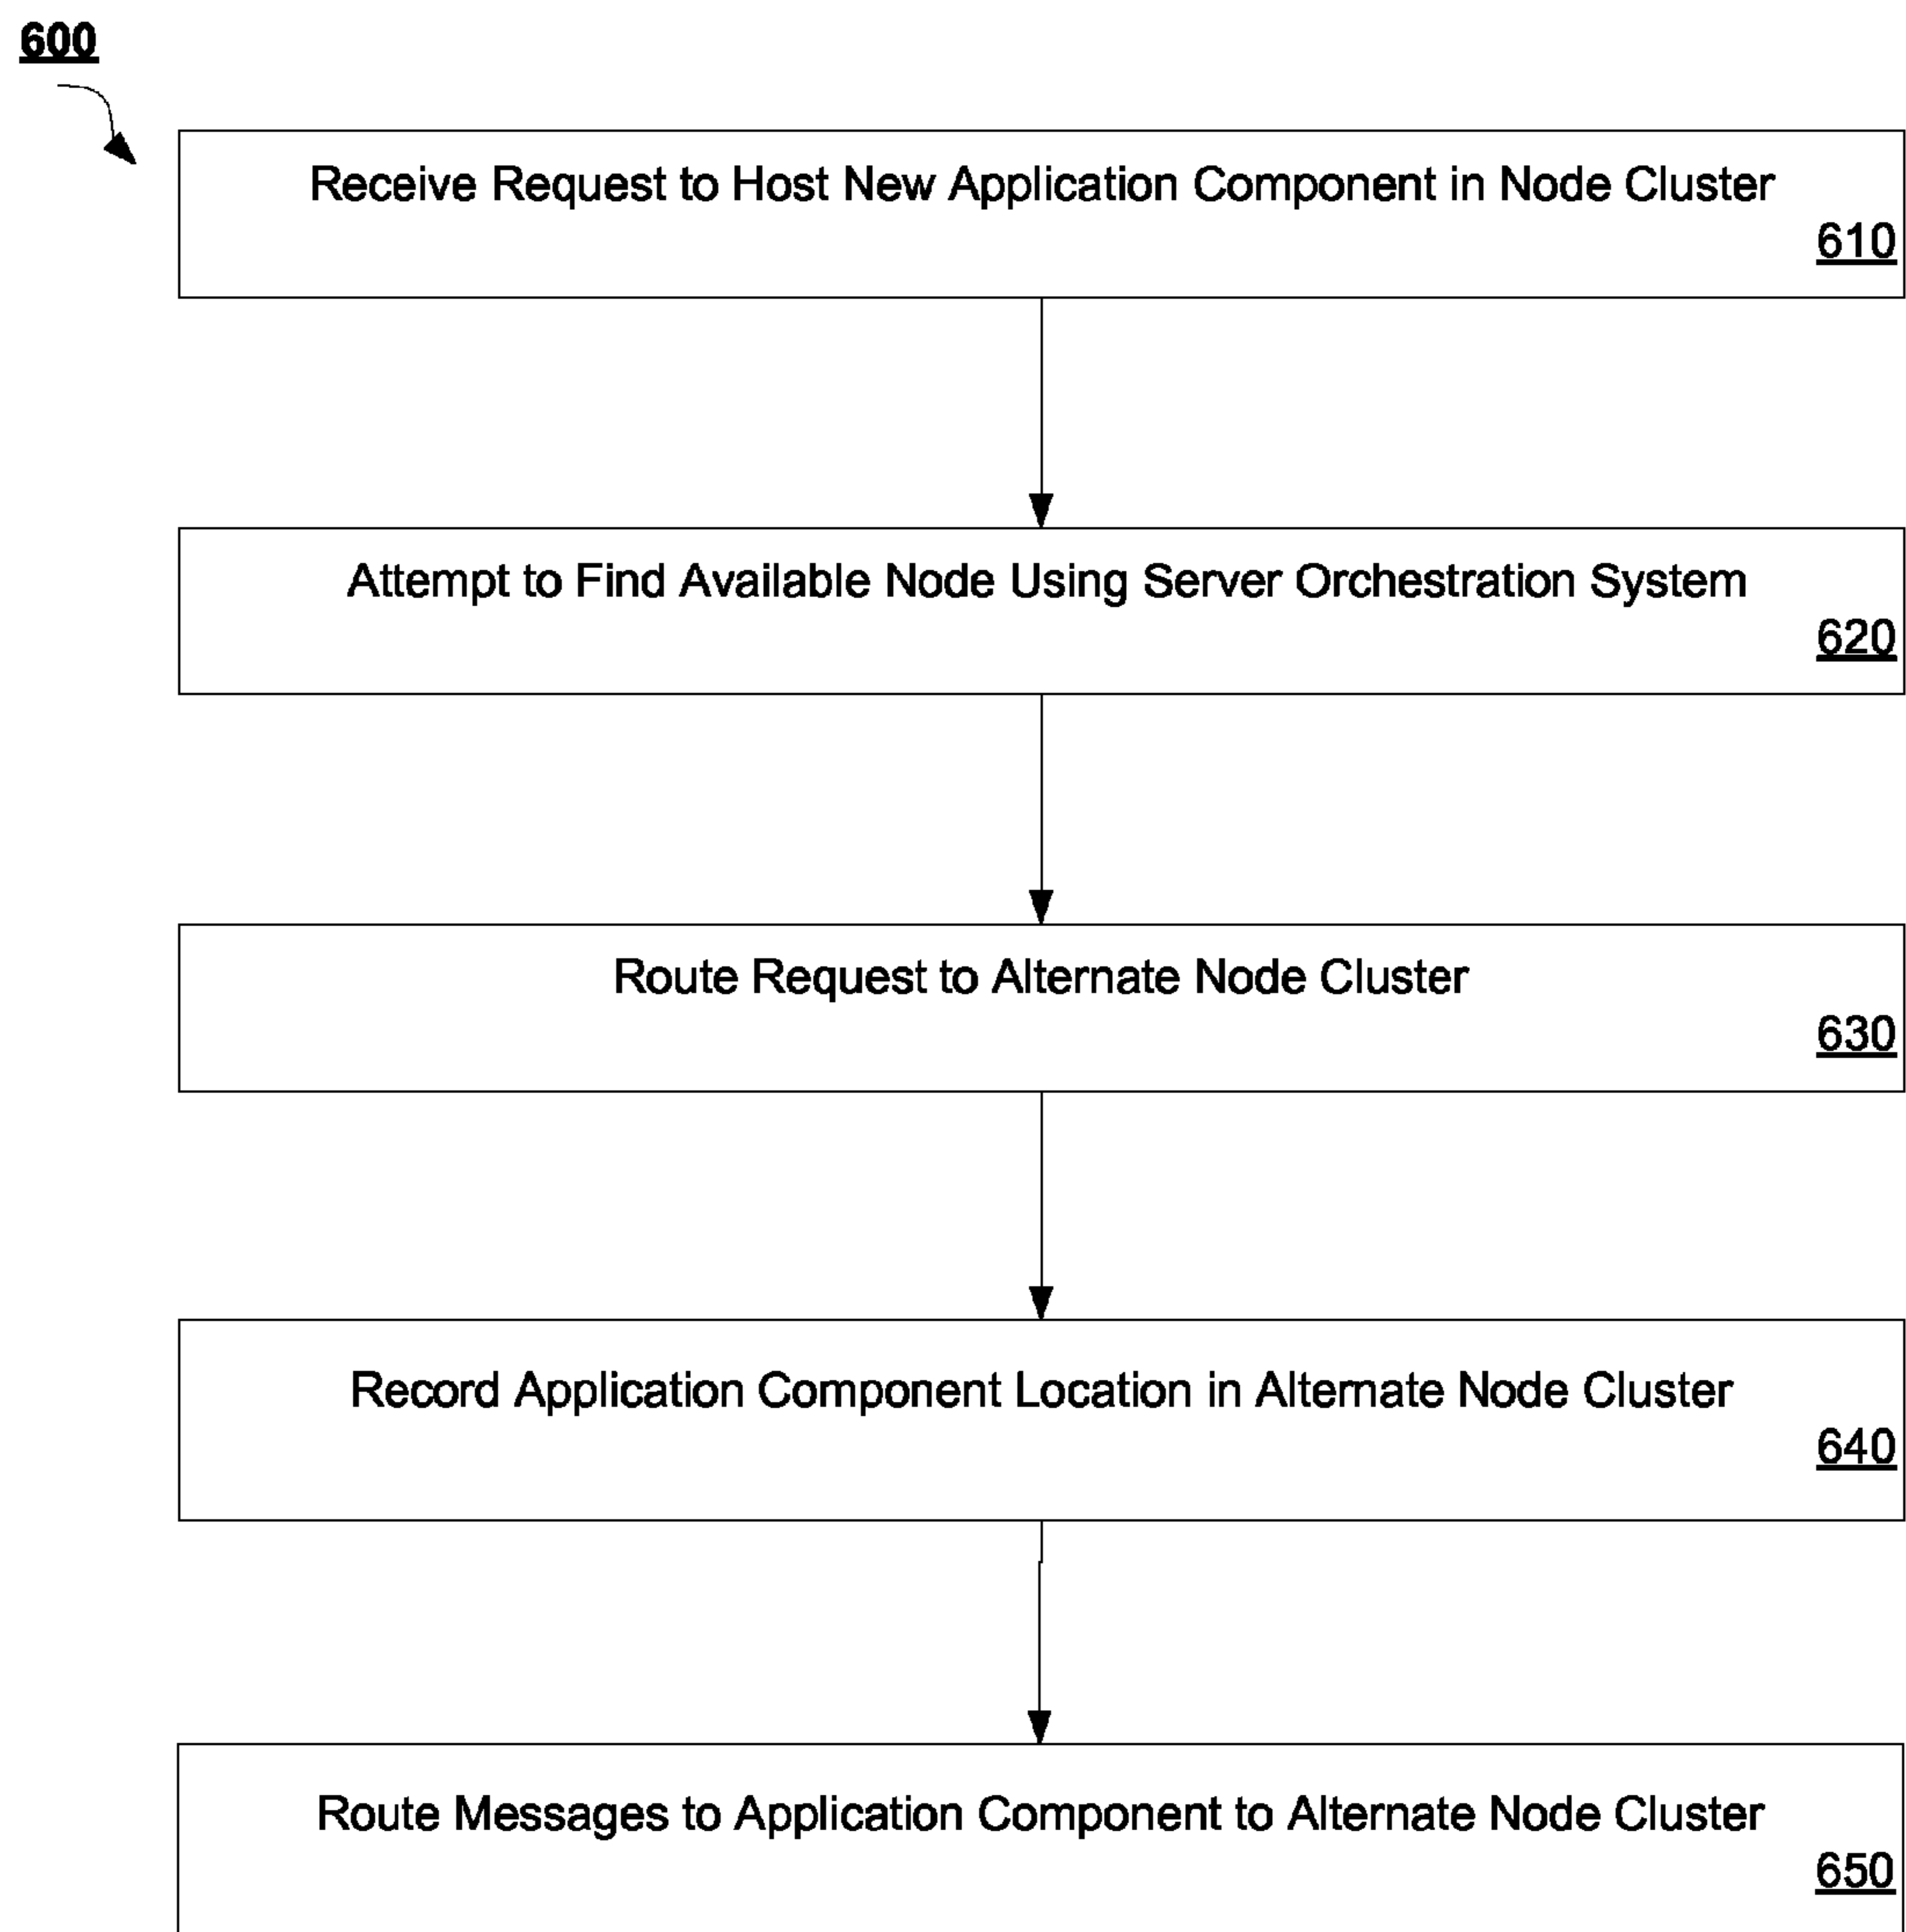 600
Receive Request to Host New Application Component in Node Cluster
610
Attempt to Find Available Node Using Server Orchestration System
620
Route Request to Alternate Node Cluster
630
Record Application Component Location in Alternate Node Cluster
640
Route Messages to Application Component to Alternate Node Cluster
650